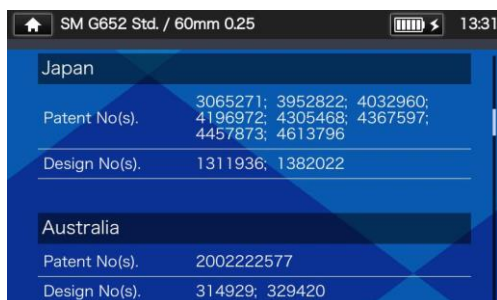 SM G652 Std. / 60mm 0.25 13:31
Japan
Patent No(s). 3065271; 3952822; 4032960;
4196972; 4305468; 4367597;
4457873; 4613796
Design No(s). 1311936; 1382022
Australia
Patent No(s). 2002222577
Design No(s). 314929; 329420